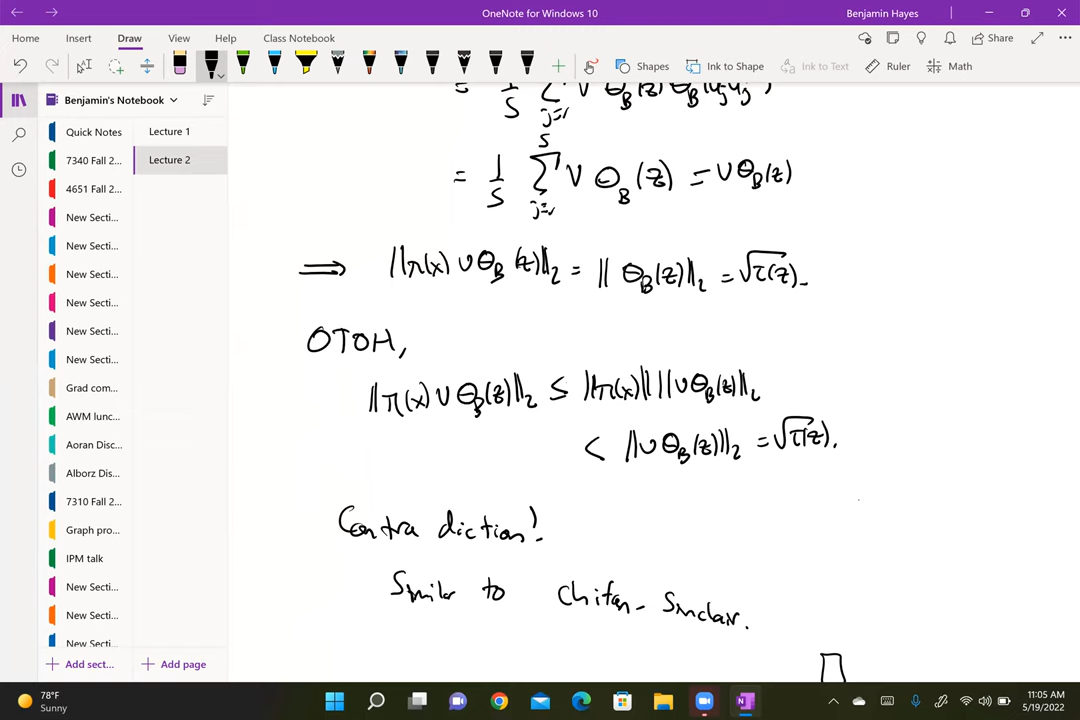 OneNote for Windows 10
Benjamin Hayes
Home Insert Draw View Help Class Notebook
Share
Shapes Ink to Shape Ink to Text Ruler Math
Benjamin's Notebook
Quick Notes
7340 Fall 2...
4651 Fall 2...
New Secti...
New Secti...
New Secti...
New Secti...
New Secti...
New Secti...
Grad com...
AWM lunc...
Aoran Disc...
Alborz Dis...
7310 Fall 2...
Graph pro...
IPM talk
New Secti...
New Secti...
New Secti...
Add sect...
Lecture 1
Lecture 2
Add page
= 1/S ∑_{j=1}^{S} V Θ_B(z) = V Θ_B(z)
⟹ ||π(x) V Θ_B(z)||_2 = || Θ_B(z)||_2 = √τ(z).
OTOH,
||π(x) V Θ_B(z)||_2 ≤ ||π(x)|| ||V Θ_B(z)||_2
< ||V Θ_B(z)||_2 = √τ(z).
Contradiction!
Similar to Chifan-Sinclair.
78°F
Sunny
11:05 AM
5/19/2022